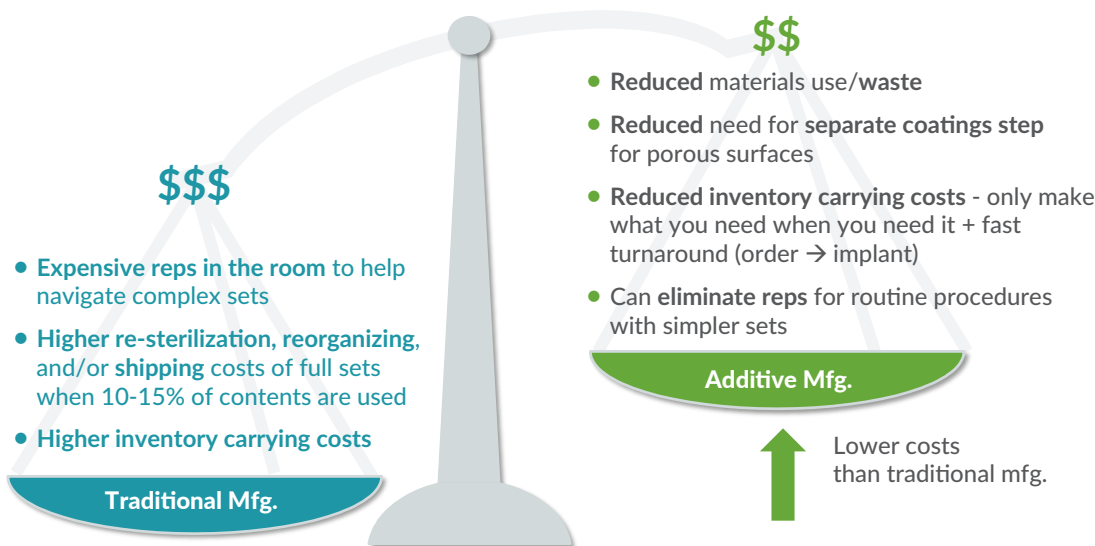 $$$
• Expensive reps in the room to help
navigate complex sets
• Higher re-sterilization, reorganizing,
and/or shipping costs of full sets
when 10-15% of contents are used
• Higher inventory carrying costs
Traditional Mfg.
$$
• Reduced materials use/waste
• Reduced need for separate coatings step
for porous surfaces
• Reduced inventory carrying costs - only make
what you need when you need it + fast
turnaround (order → implant)
• Can eliminate reps for routine procedures
with simpler sets
Additive Mfg.
Lower costs
than traditional mfg.